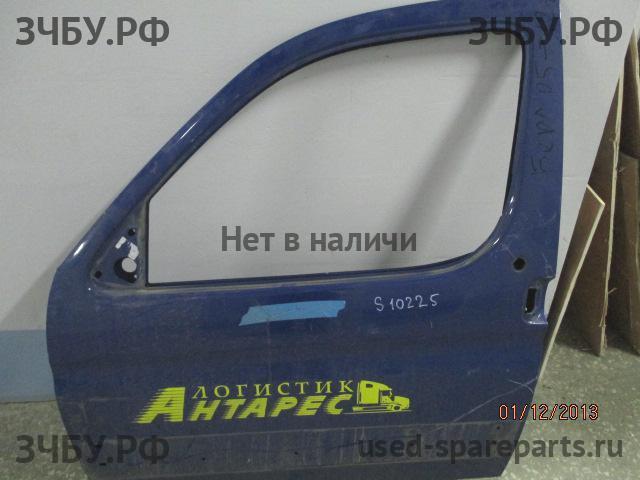 ЗЧБУ.РФ
ЗЧБУ.РФ
Нет в наличи
S10225
ЛОГИСТИК
АНТАРЕС
01/12/2013
ЗЧБУ.РФ
used-spareparts.ru